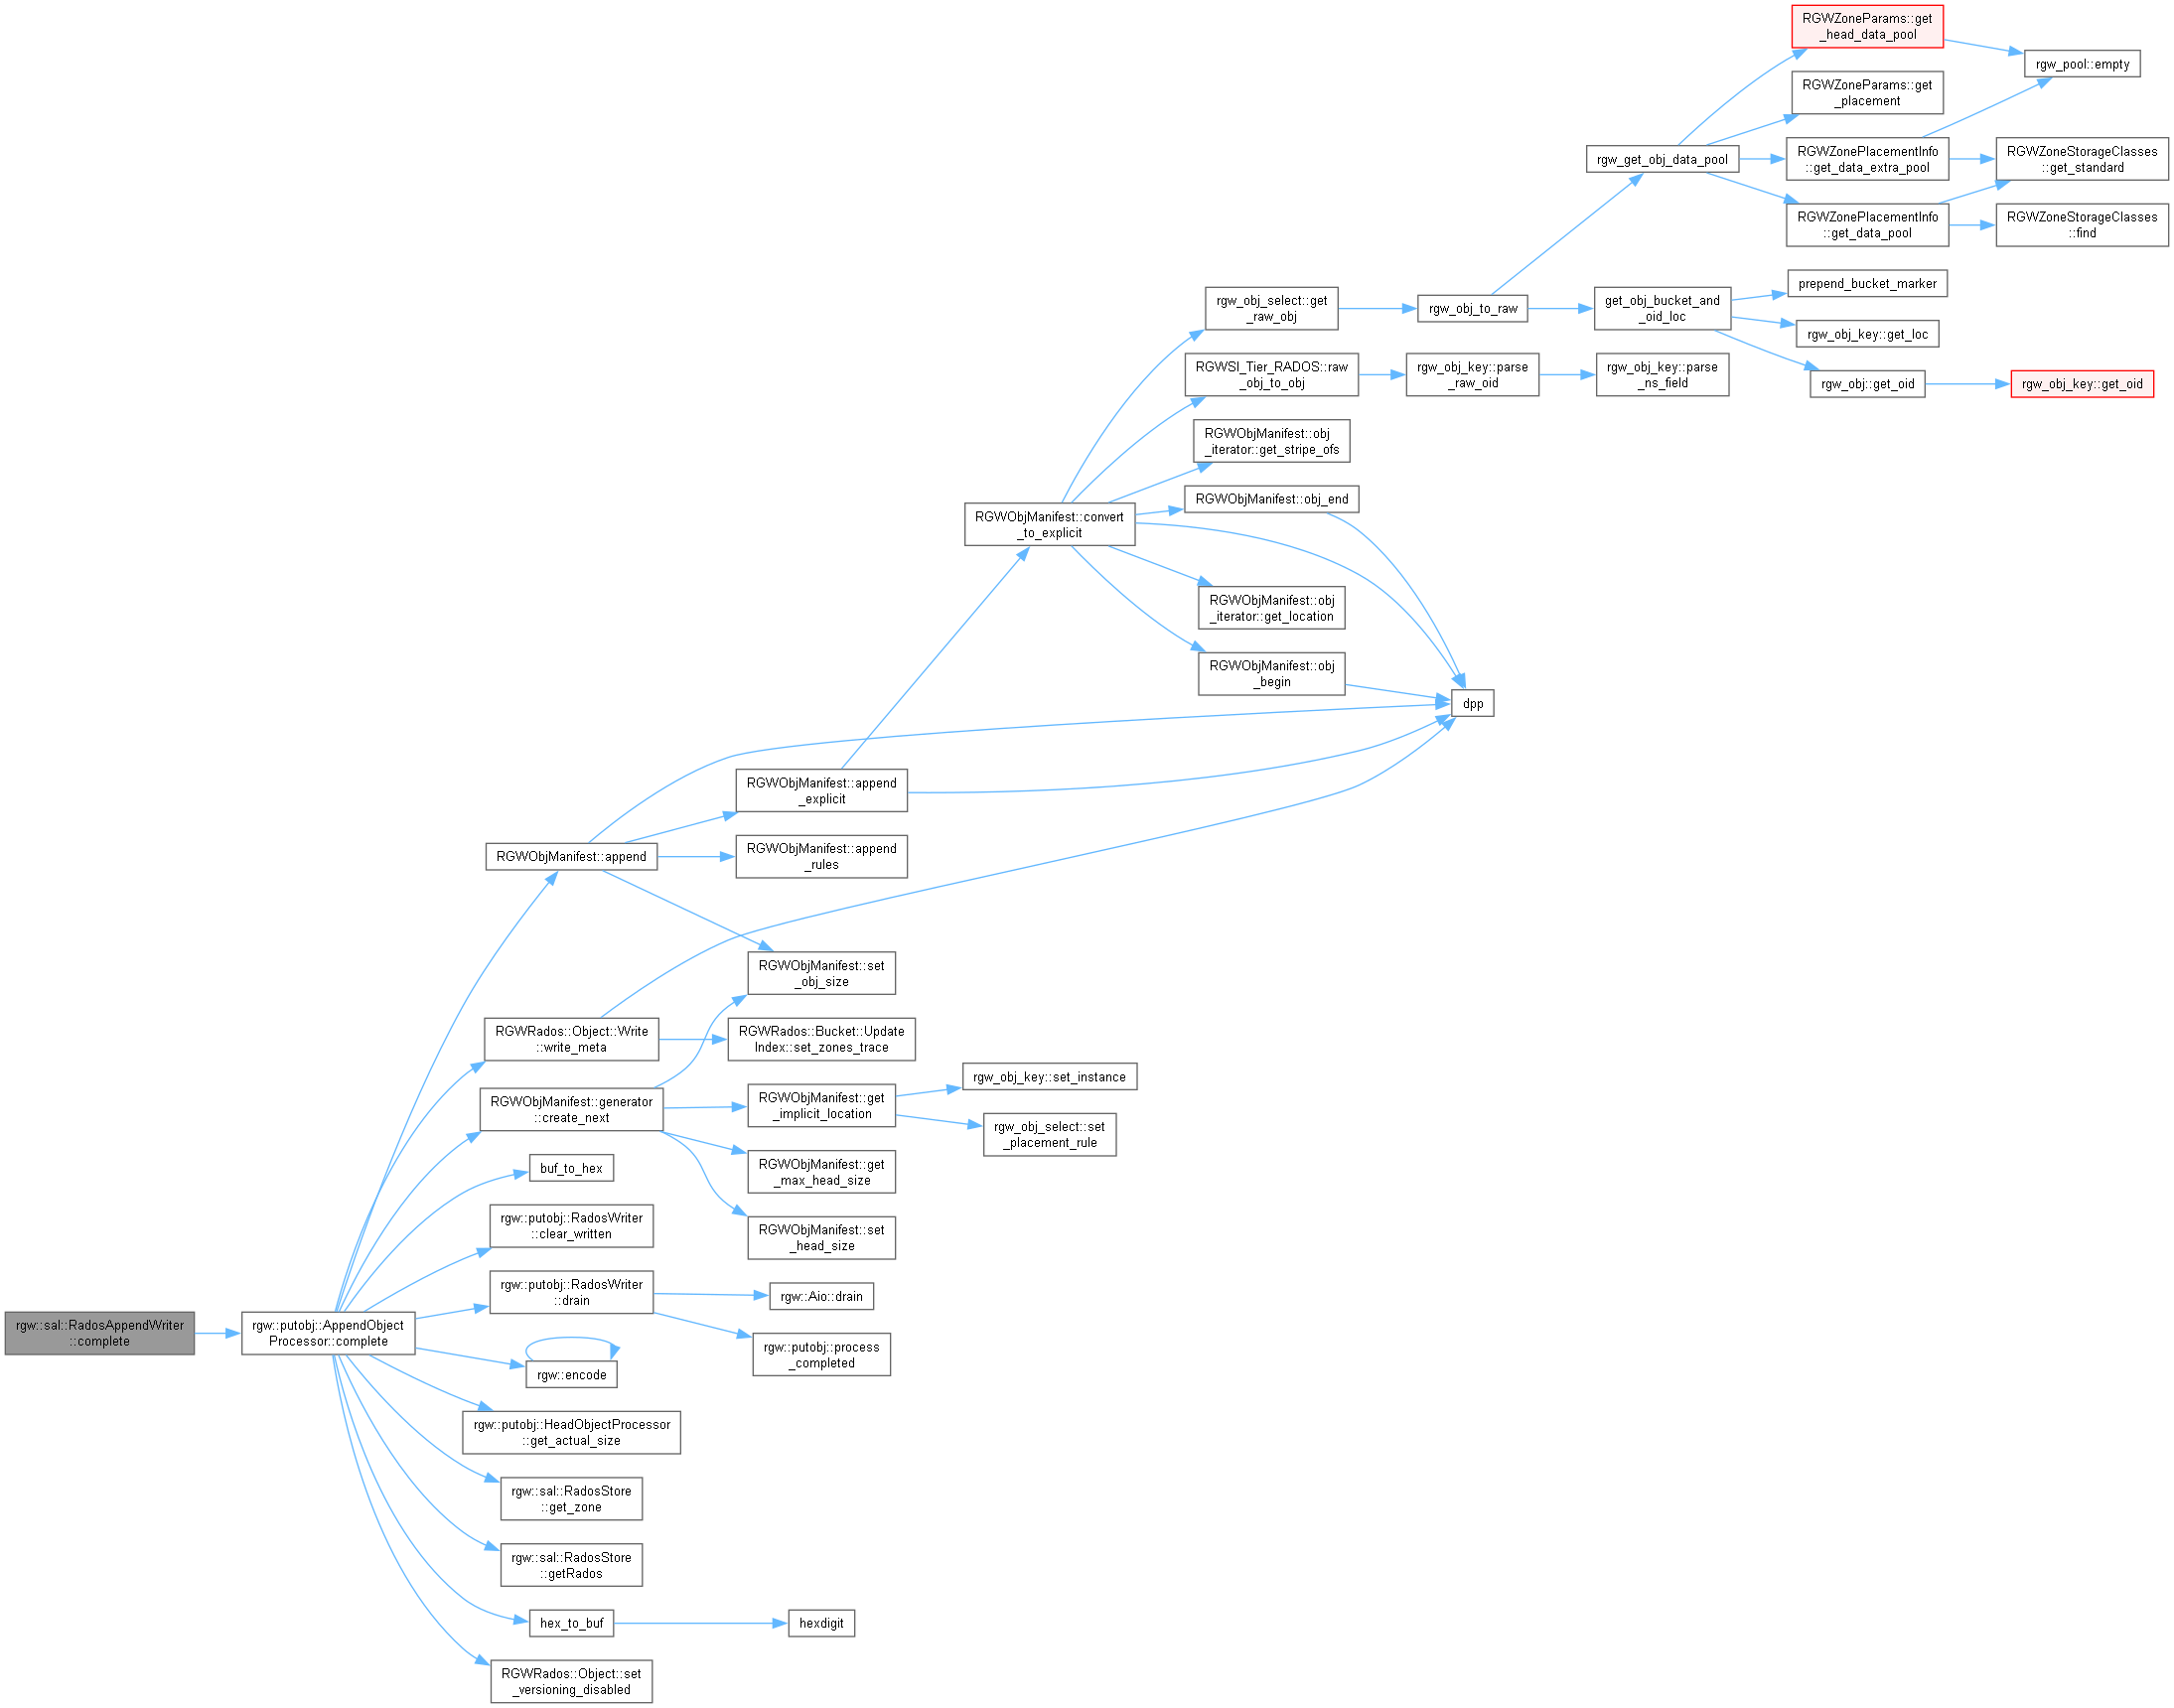 RGWZoneParams::get
_head_data_pool
rgw_pool::empty
RGWZoneParams::get
_placement
rgw_get_obj_data_pool
RGWZonePlacementInfo
::get_data_extra_pool
RGWZoneStorageClasses
::get_standard
RGWZonePlacementInfo
::get_data_pool
RGWZoneStorageClasses
::find
rgw_obj_select::get
_raw_obj
rgw_obj_to_raw
get_obj_bucket_and
_oid_loc
prepend_bucket_marker
rgw_obj_key::get_loc
RGWSI_Tier_RADOS::raw
_obj_to_obj
rgw_obj_key::parse
_raw_oid
rgw_obj_key::parse
_ns_field
rgw_obj::get_oid
rgw_obj_key::get_oid
RGWObjManifest::obj
_iterator::get_stripe_ofs
RGWObjManifest::obj_end
RGWObjManifest::convert
_to_explicit
RGWObjManifest::obj
_iterator::get_location
RGWObjManifest::obj
_begin
dpp
RGWObjManifest::append
_explicit
RGWObjManifest::append
RGWObjManifest::append
_rules
RGWObjManifest::set
_obj_size
RGWRados::Object::Write
::write_meta
RGWRados::Bucket::Update
Index::set_zones_trace
RGWObjManifest::generator
::create_next
RGWObjManifest::get
_implicit_location
rgw_obj_key::set_instance
rgw_obj_select::set
_placement_rule
RGWObjManifest::get
_max_head_size
buf_to_hex
RGWObjManifest::set
_head_size
rgw::putobj::RadosWriter
::clear_written
rgw::putobj::RadosWriter
::drain
rgw::Aio::drain
rgw::putobj::process
_completed
rgw::sal::RadosAppendWriter
::complete
rgw::putobj::AppendObject
Processor::complete
rgw::encode
rgw::putobj::HeadObjectProcessor
::get_actual_size
rgw::sal::RadosStore
::get_zone
rgw::sal::RadosStore
::getRados
hex_to_buf
hexdigit
RGWRados::Object::set
_versioning_disabled